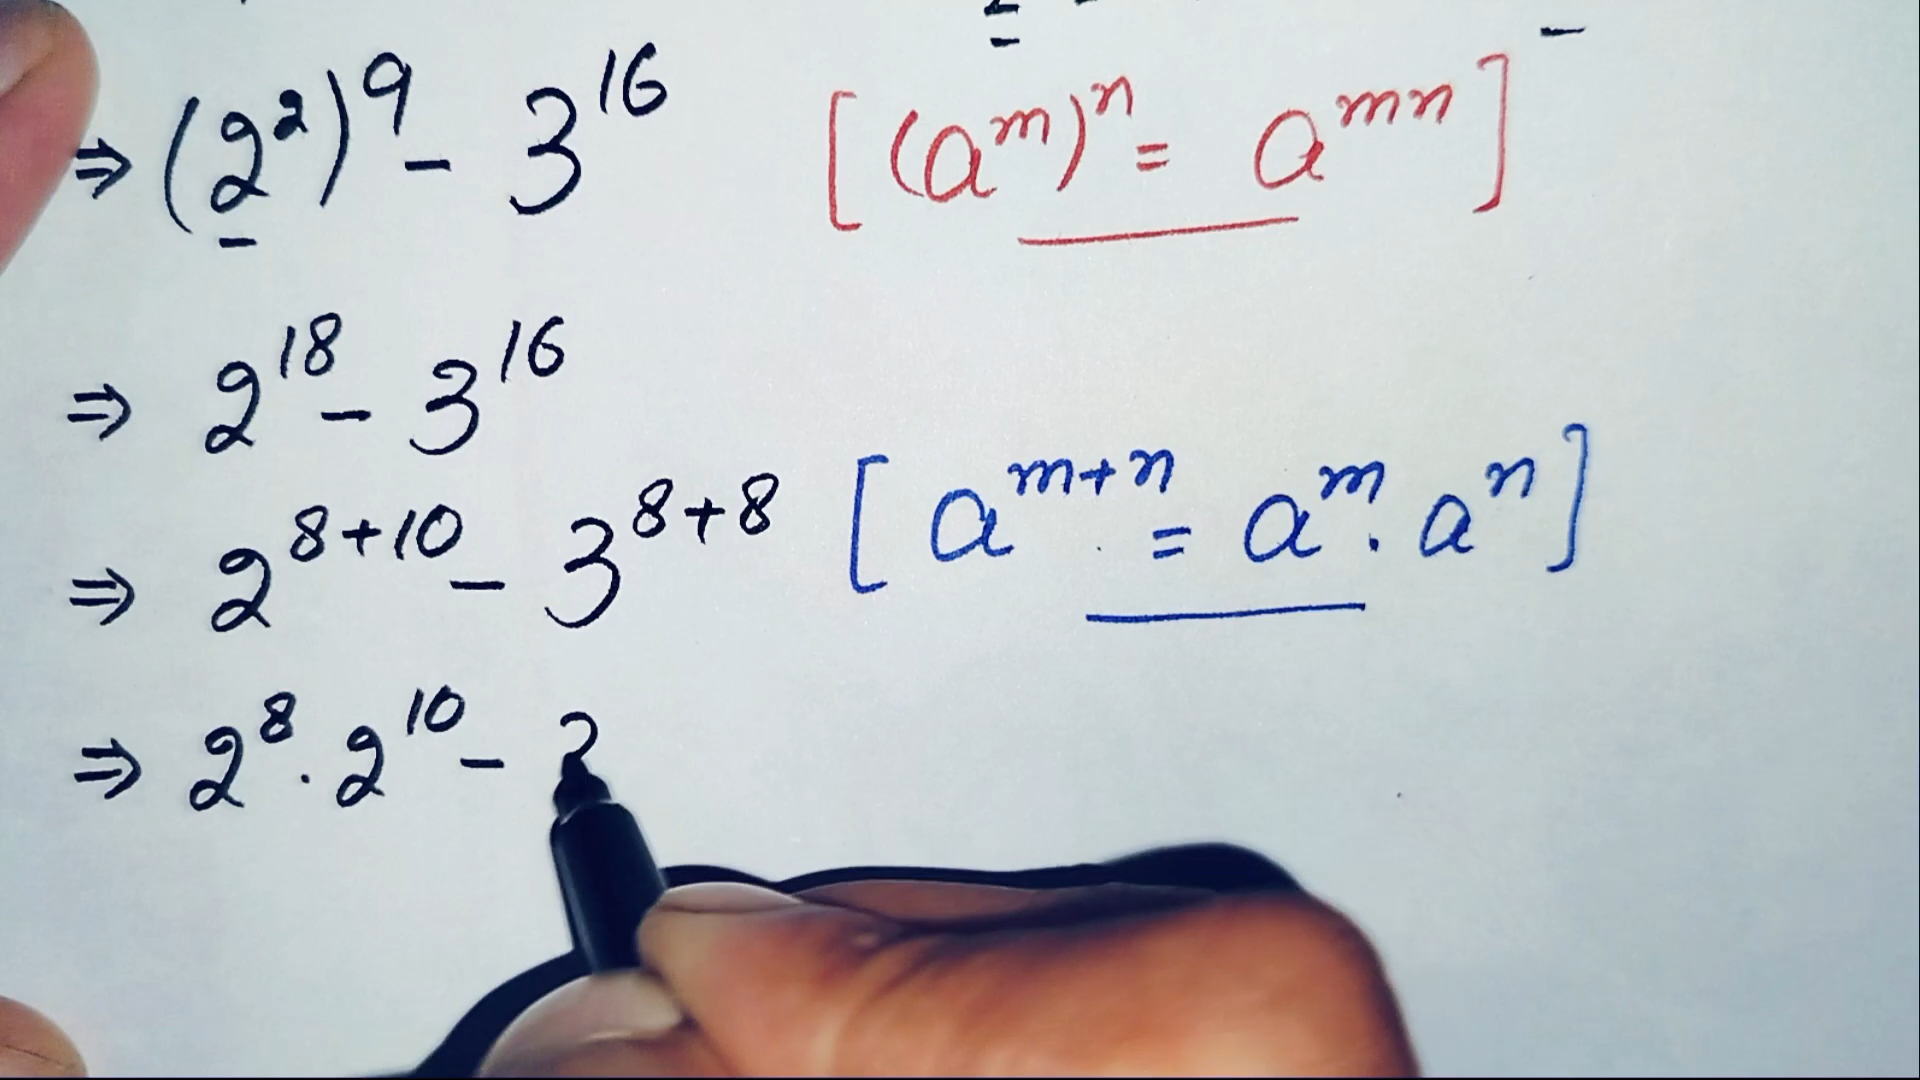 ⇒ (2²)⁹ - 3¹⁶ [(aᵐ)ⁿ = aᵐⁿ]
⇒ 2¹⁸ - 3¹⁶
⇒ 2⁸⁺¹⁰ - 3⁸⁺⁸ [aᵐ⁺ⁿ = aᵐ · aⁿ]
⇒ 2⁸ · 2¹⁰ -